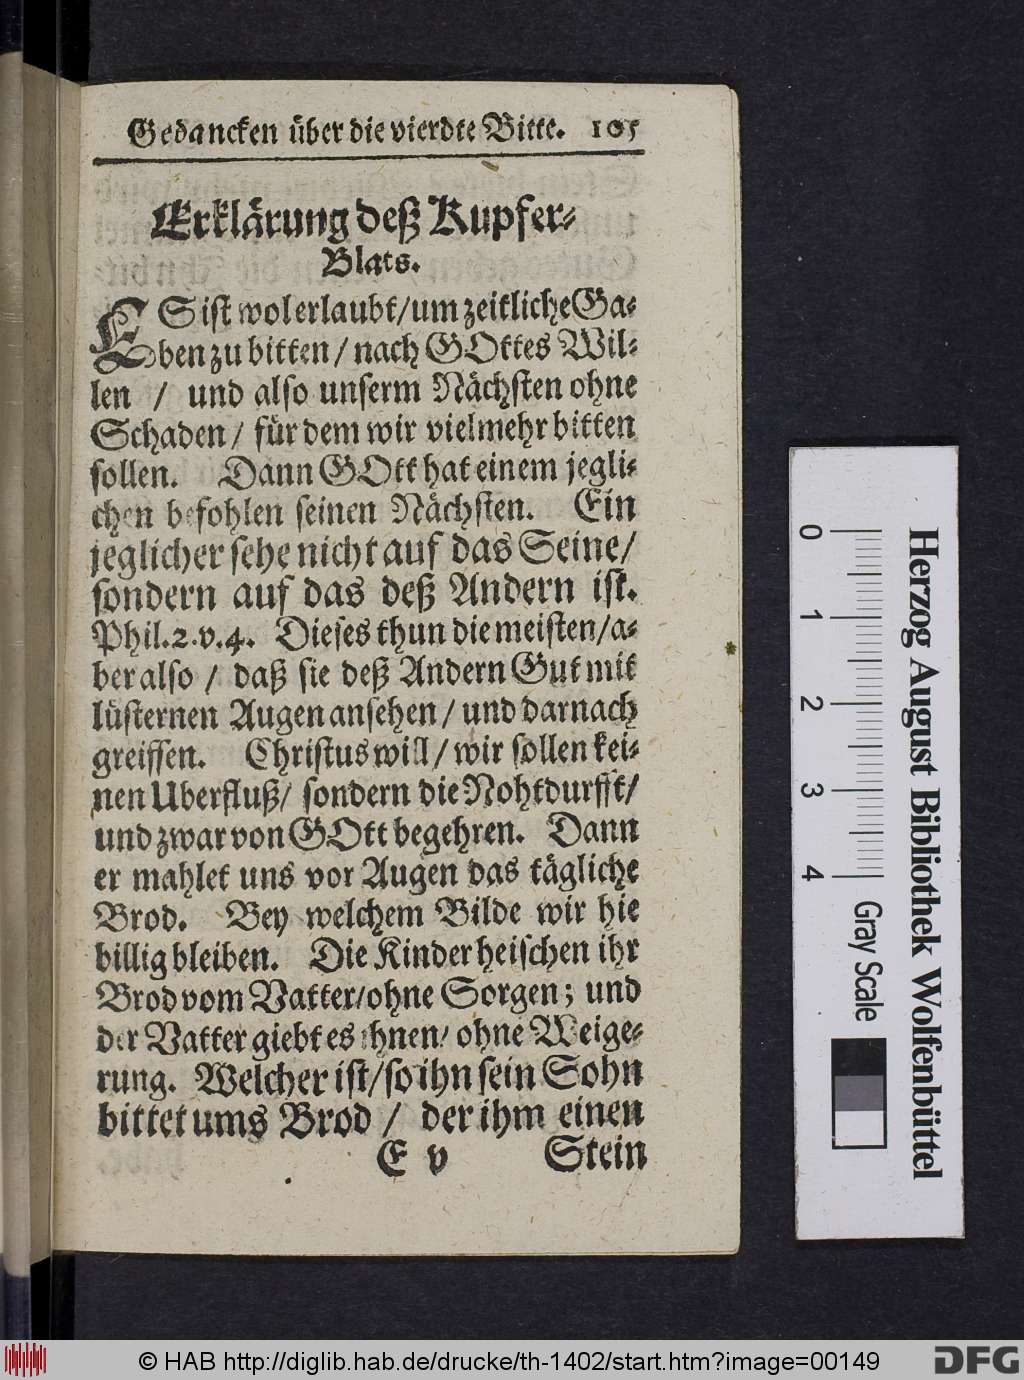 Gedancken über die vierdte Bitte. 105
Erklärung deß Kupfer-
Blats.
ES ist wol erlaubt/ um zeitliche Ga-
ben zu bitten / nach GOttes Wil-
len / und also unserm Nächsten ohne
Schaden / für dem wir vielmehr bitten
sollen. Dann GOtt hat einem jegli-
chen befohlen seinen Nächsten. Ein
jeglicher sehe nicht auf das Seine/
sondern auf das deß Andern ist.
Phil.2.v.4. Dieses thun die meisten/ a-
ber also / daß sie deß Andern Gut mit
lüsternen Augen ansehen / und darnach
greiffen. Christus will / wir sollen kei-
nen Uberfluß/ sondern die Nohtdurfft/
und zwar von GOtt begehren. Dann
er mahlet uns vor Augen das tägliche
Brod. Bey welchem Bilde wir hie
billig bleiben. Die Kinder heischen ihr
Brod vom Vatter/ ohne Sorgen; und
der Vatter giebt es ihnen/ ohne Weige-
rung. Welcher ist/ so ihn sein Sohn
bittet ums Brod / der ihm einen
E v Stein
0 1 2 3 4
Gray Scale
Herzog August Bibliothek Wolfenbüttel
© HAB http://diglib.hab.de/drucke/th-1402/start.htm?image=00149
DFG